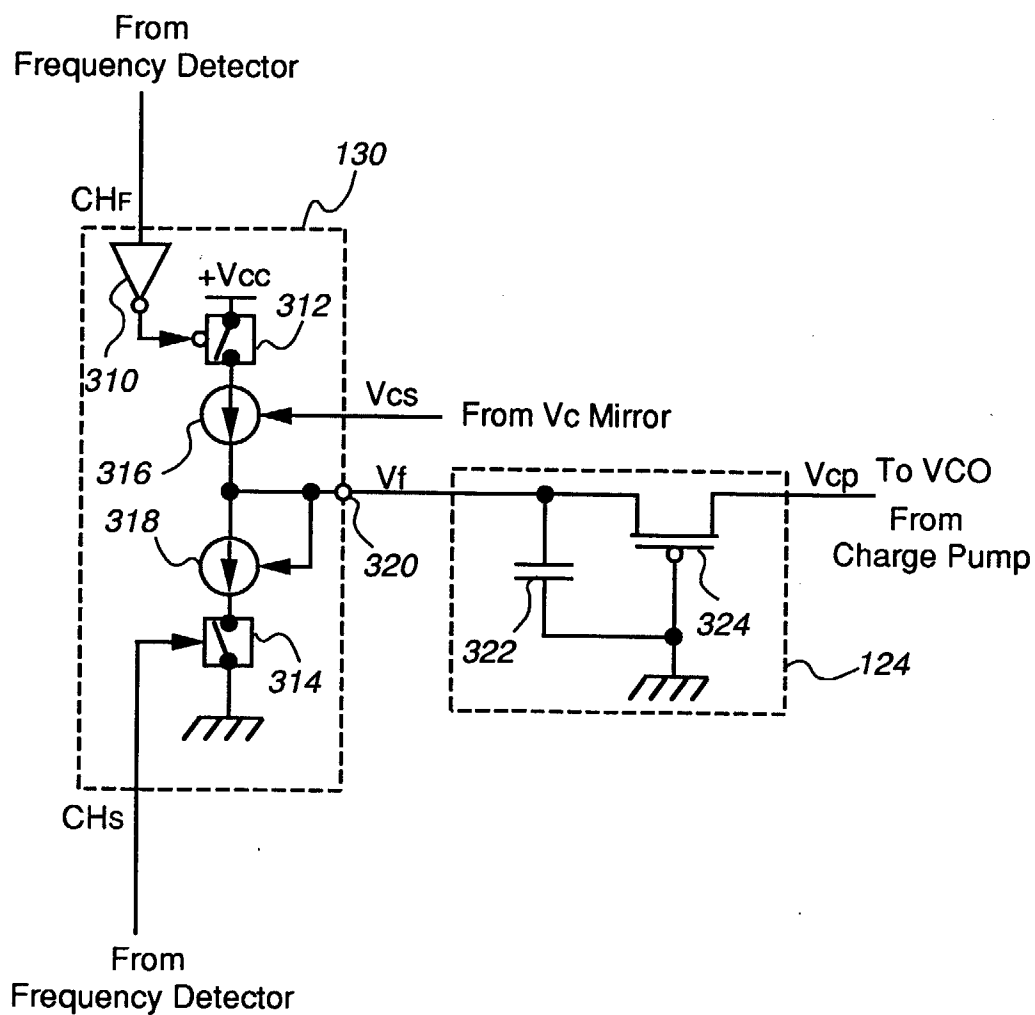 From
Frequency Detector
130
CHF
+Vcc
312
310
Vcs
From Vc Mirror
316
Vf
Vcp
To VCO
From
Charge Pump
318
320
322
324
314
124
CHs
From
Frequency Detector